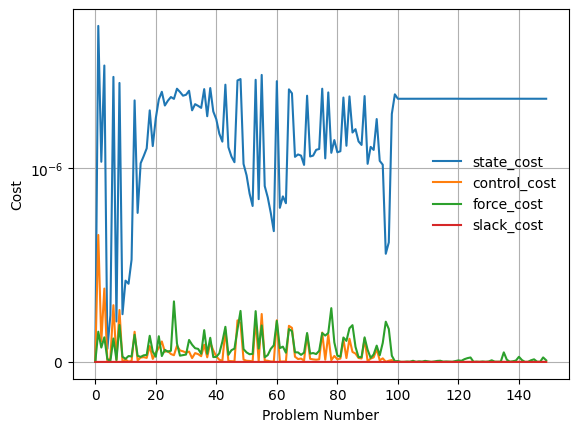 Cost
10⁻⁶
0
state_cost
control_cost
force_cost
slack_cost
0 20 40 60 80 100 120 140
Problem Number